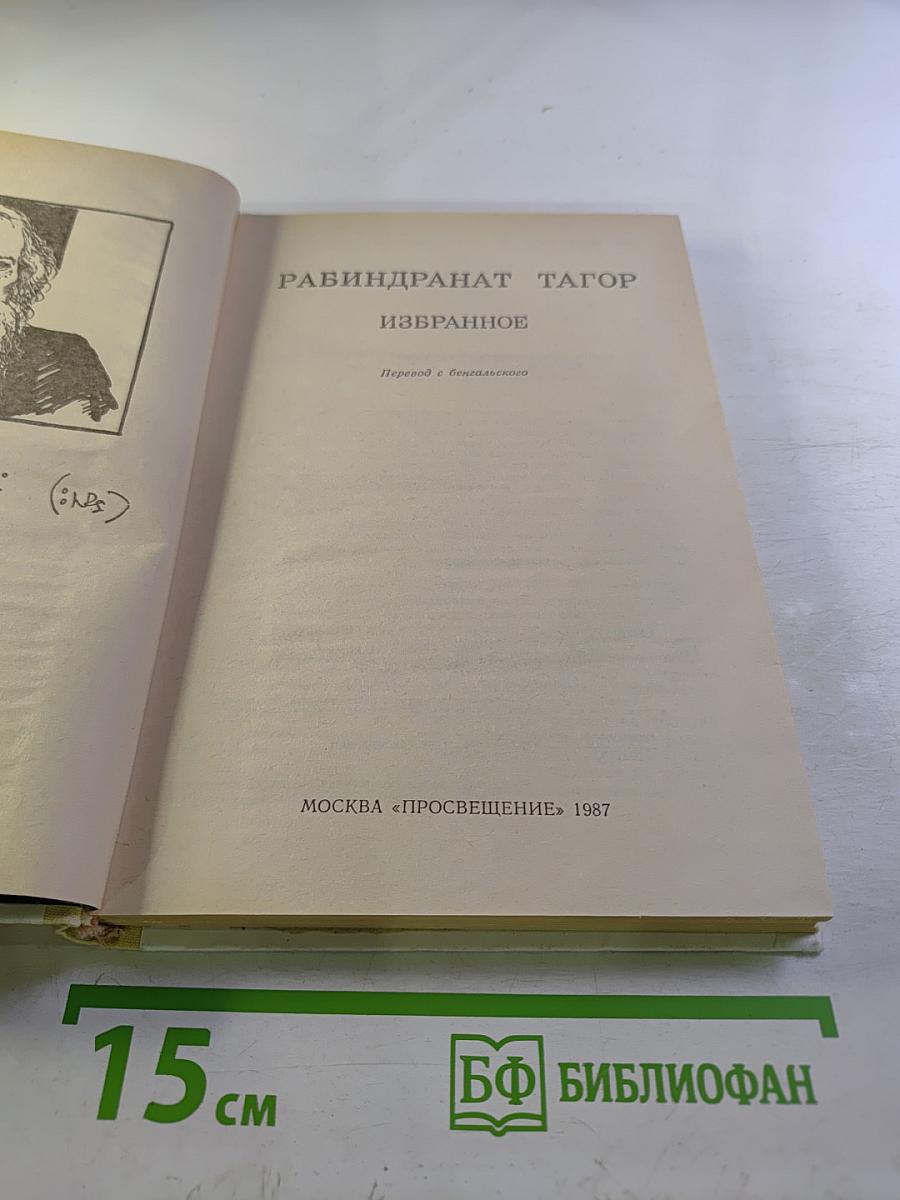 РАБИНДРАНАТ ТАГОР
ИЗБРАННОЕ
Перевод с бенгальского
МОСКВА «ПРОСВЕЩЕНИЕ» 1987
15 см
БФ БИБЛИОФАН